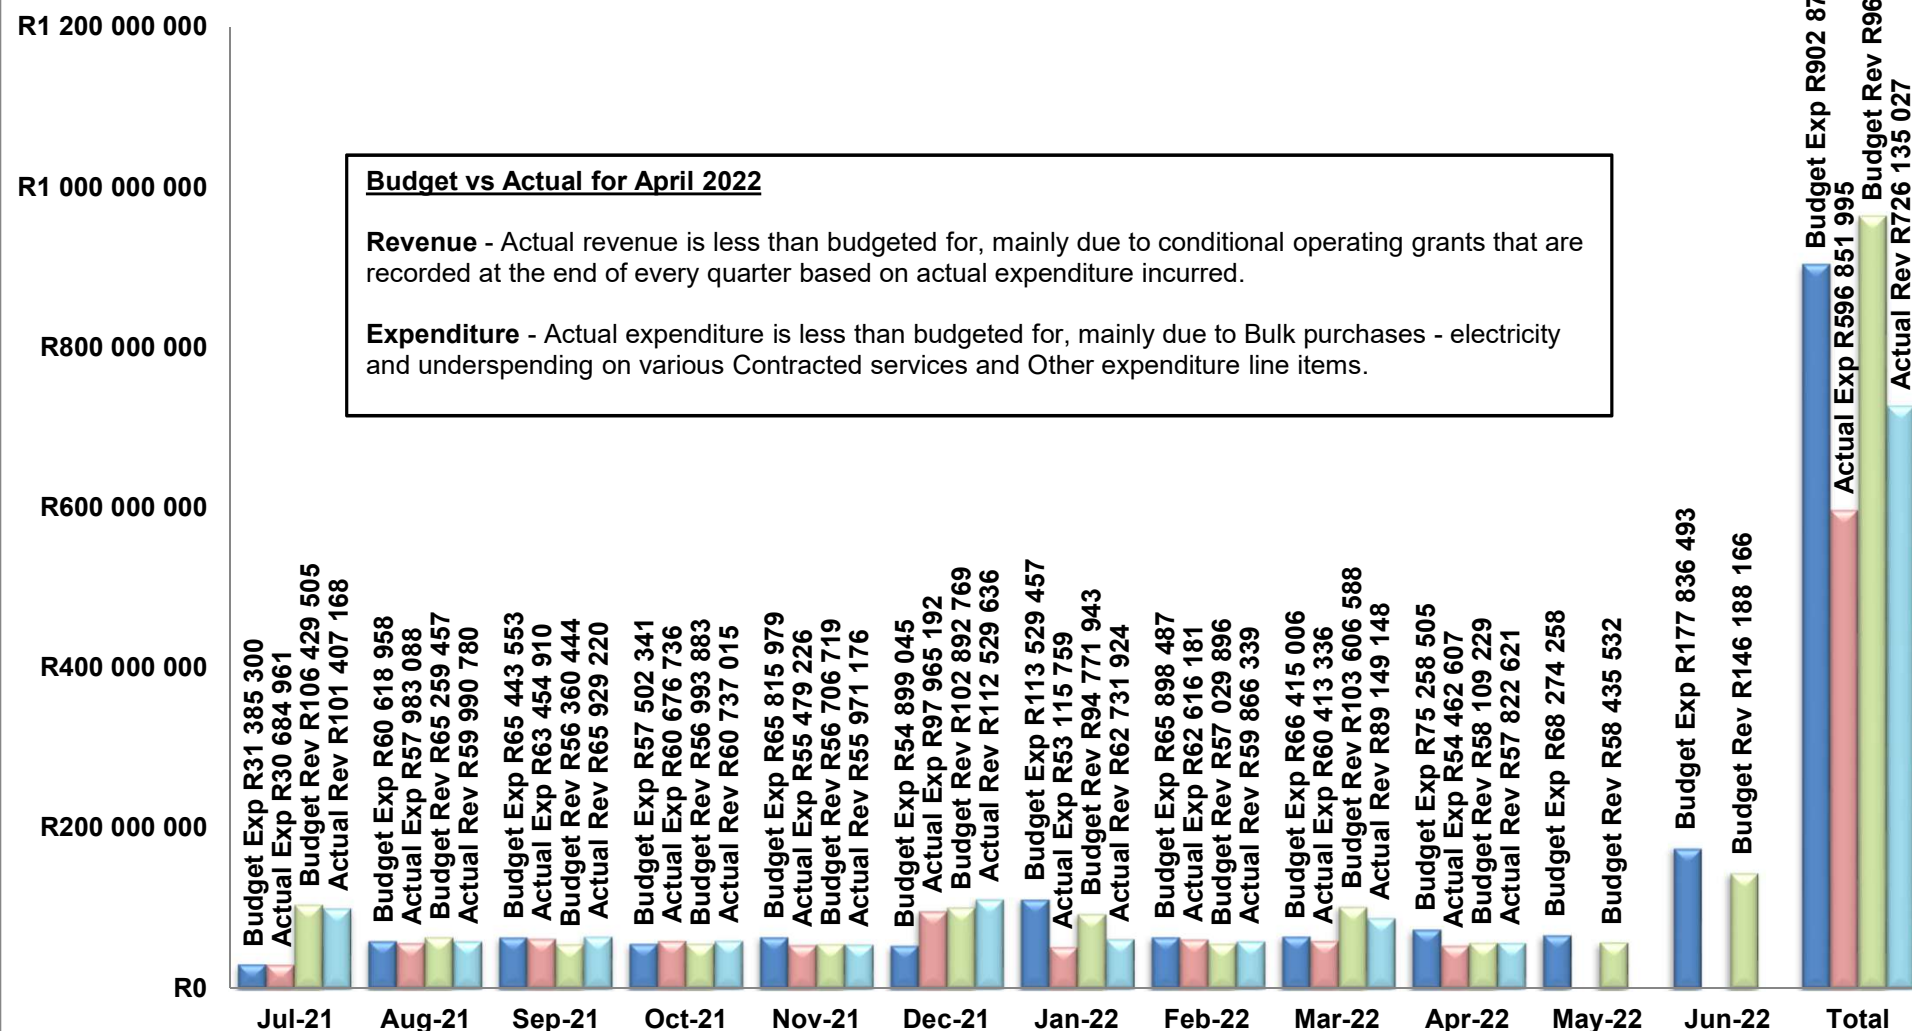 R1 200 000 000
R1 000 000 000
R800 000 000
R600 000 000
R400 000 000
R200 000 000
R0
Budget vs Actual for April 2022
Revenue - Actual revenue is less than budgeted for, mainly due to conditional operating grants that are
recorded at the end of every quarter based on actual expenditure incurred.
Expenditure - Actual expenditure is less than budgeted for, mainly due to Bulk purchases - electricity
and underspending on various Contracted services and Other expenditure line items.
Budget Exp R31 385 300
Actual Exp R30 684 961
Budget Rev R106 429 505
Actual Rev R101 407 168
Budget Exp R60 618 958
Actual Exp R57 983 088
Budget Rev R65 259 457
Actual Rev R59 990 780
Budget Exp R65 443 553
Actual Exp R63 454 910
Budget Rev R56 360 444
Actual Rev R65 929 220
Budget Exp R57 502 341
Actual Exp R60 676 736
Budget Rev R56 993 883
Actual Rev R60 737 015
Budget Exp R65 815 979
Actual Exp R55 479 226
Budget Rev R56 706 719
Actual Rev R55 971 176
Budget Exp R54 899 045
Actual Exp R97 965 192
Budget Rev R102 892 769
Actual Rev R112 529 636
Budget Exp R113 529 457
Actual Exp R53 115 759
Budget Rev R94 771 943
Actual Rev R62 731 924
Budget Exp R65 898 487
Actual Exp R62 616 181
Budget Rev R57 029 896
Actual Rev R59 866 339
Budget Exp R66 415 006
Actual Exp R60 413 336
Budget Rev R103 606 588
Actual Rev R89 149 148
Budget Exp R75 258 505
Actual Exp R54 462 607
Budget Rev R58 109 229
Actual Rev R57 822 621
Budget Exp R68 274 258
Budget Rev R58 435 532
Budget Exp R177 836 493
Budget Rev R146 188 166
Budget Exp R902 87
Actual Exp R596 851 995
Budget Rev R96
Actual Rev R726 135 027
Jul-21
Aug-21
Sep-21
Oct-21
Nov-21
Dec-21
Jan-22
Feb-22
Mar-22
Apr-22
May-22
Jun-22
Total